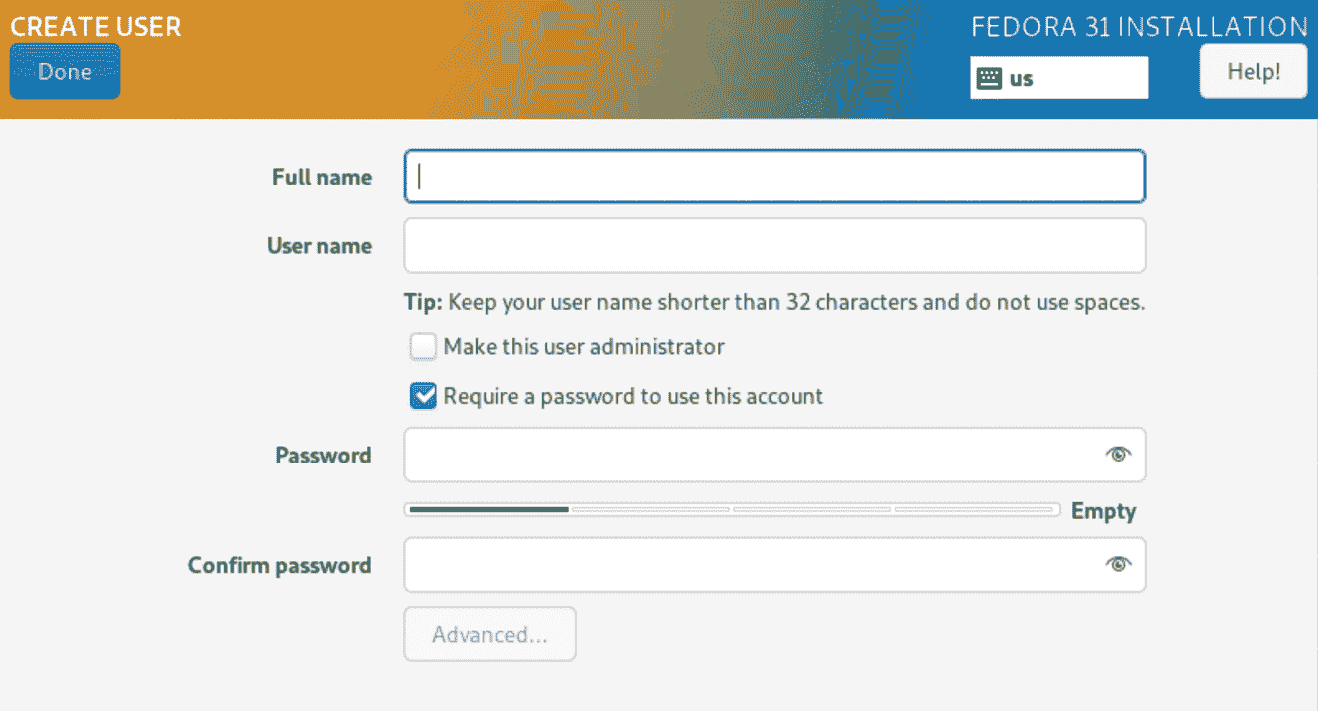 CREATE USER
FEDORA 31 INSTALLATION
Done
us
Help!
Full name
User name
Tip: Keep your user name shorter than 32 characters and do not use spaces.
Make this user administrator
Require a password to use this account
Password
Empty
Confirm password
Advanced...